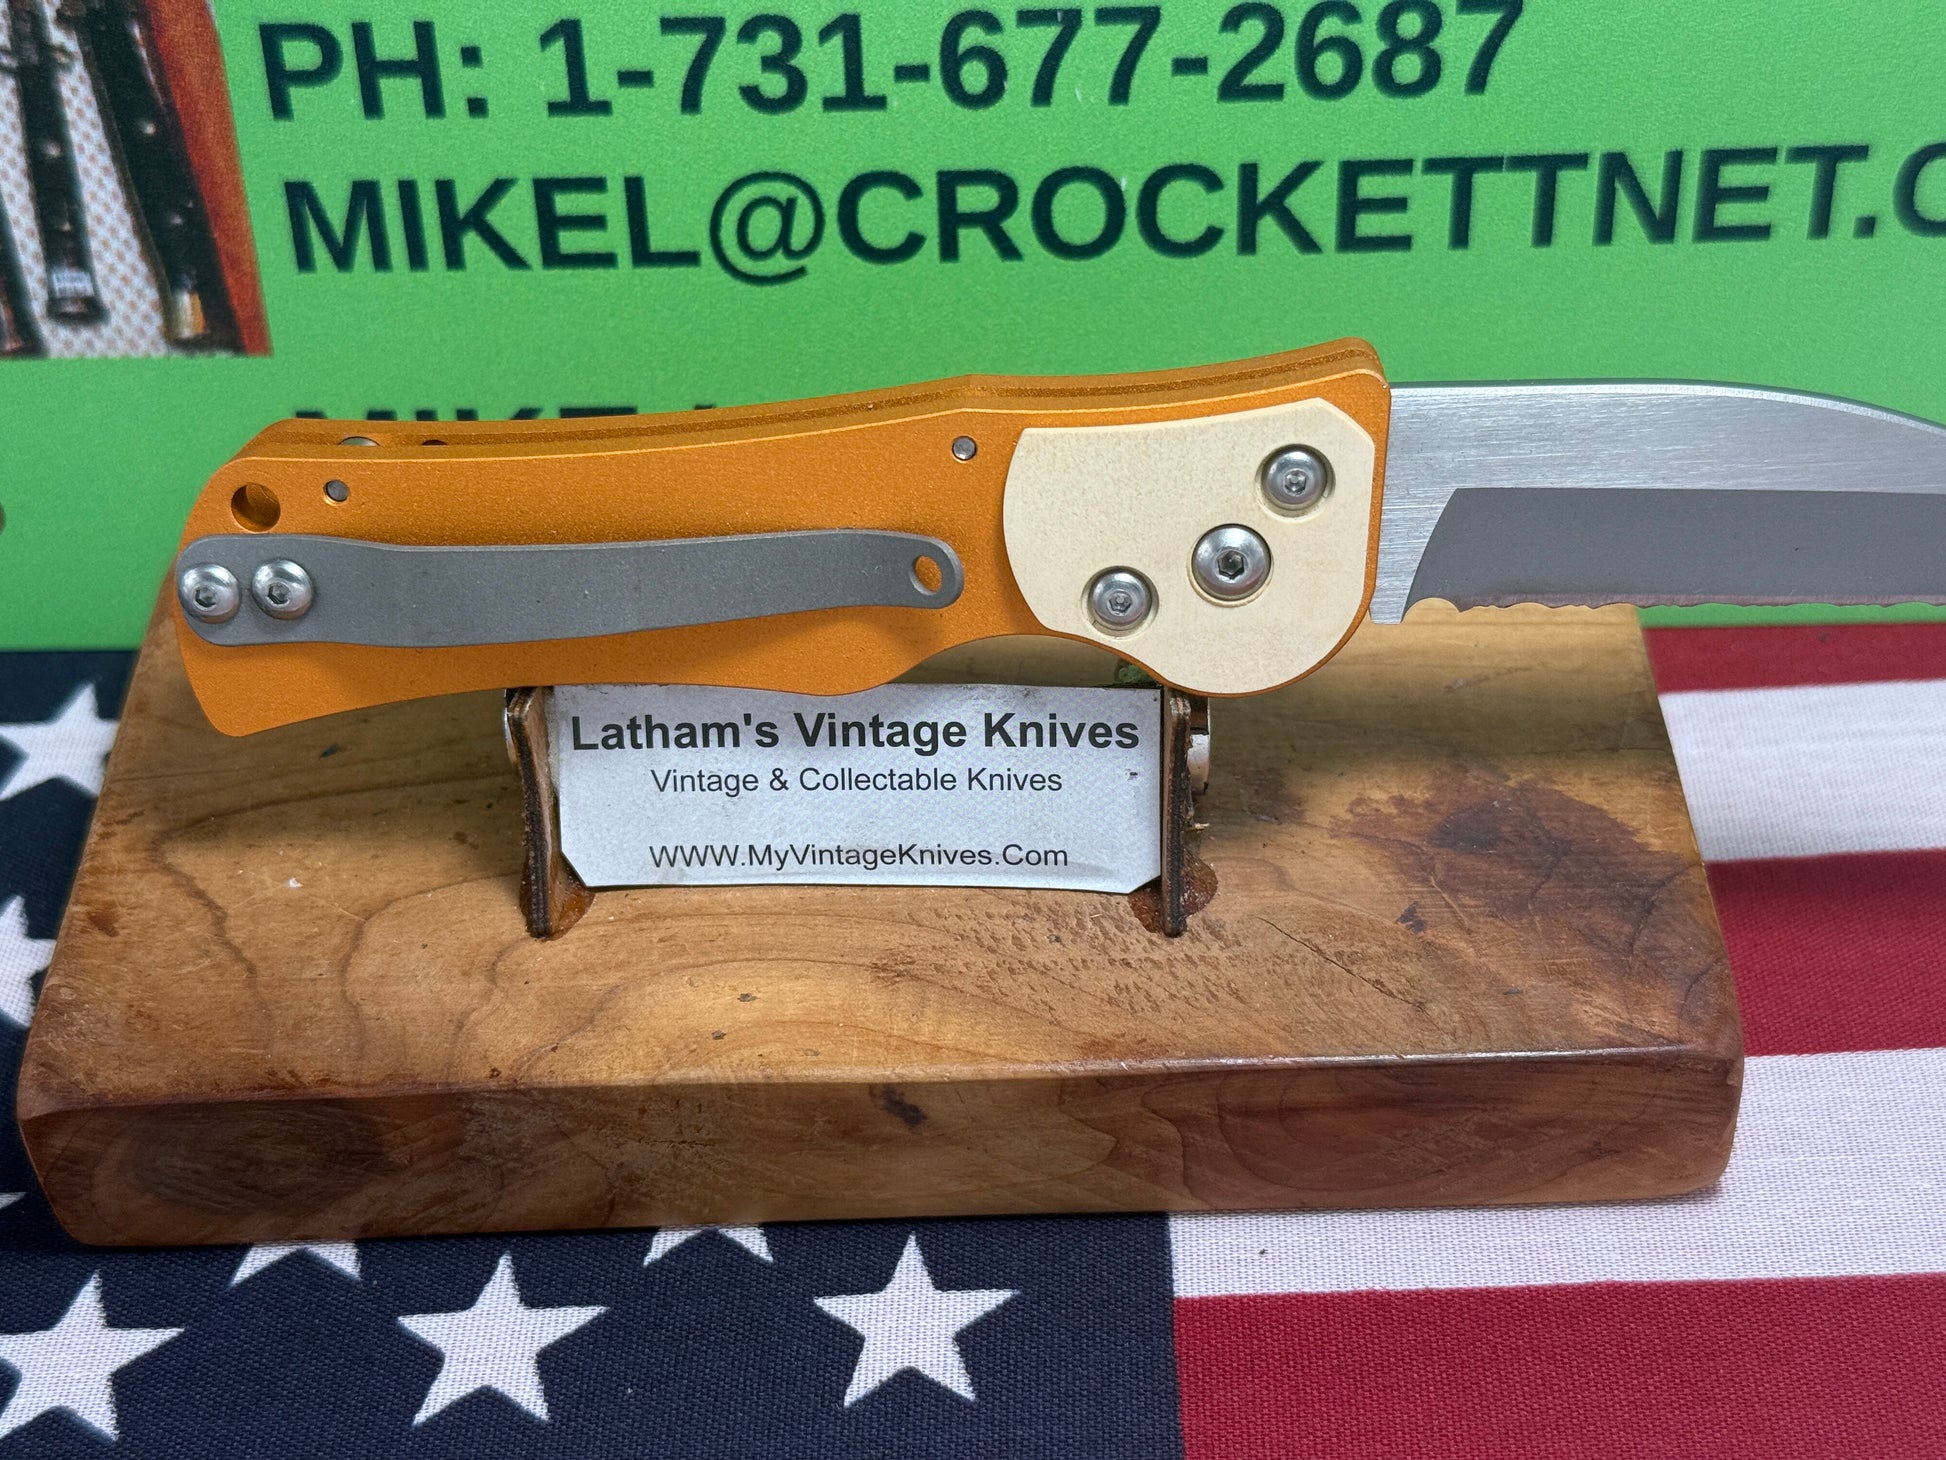 PH: 1-731-677-2687
MIKEL@CROCKETTNET.C
Latham's Vintage Knives
Vintage & Collectable Knives
WWW.MyVintageKnives.Com